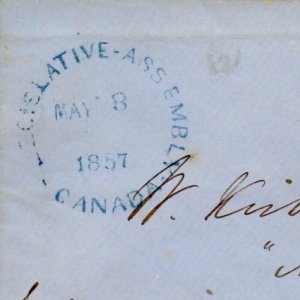 LEGISLATIVE-ASSEMBLY
MAY 8
1857
CANADA
W.